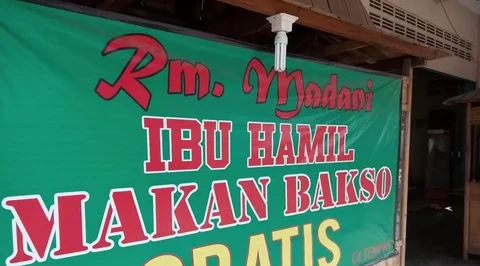 Rm. Madani
IBU HAMIL
MAKAN BAKSO
GRATIS